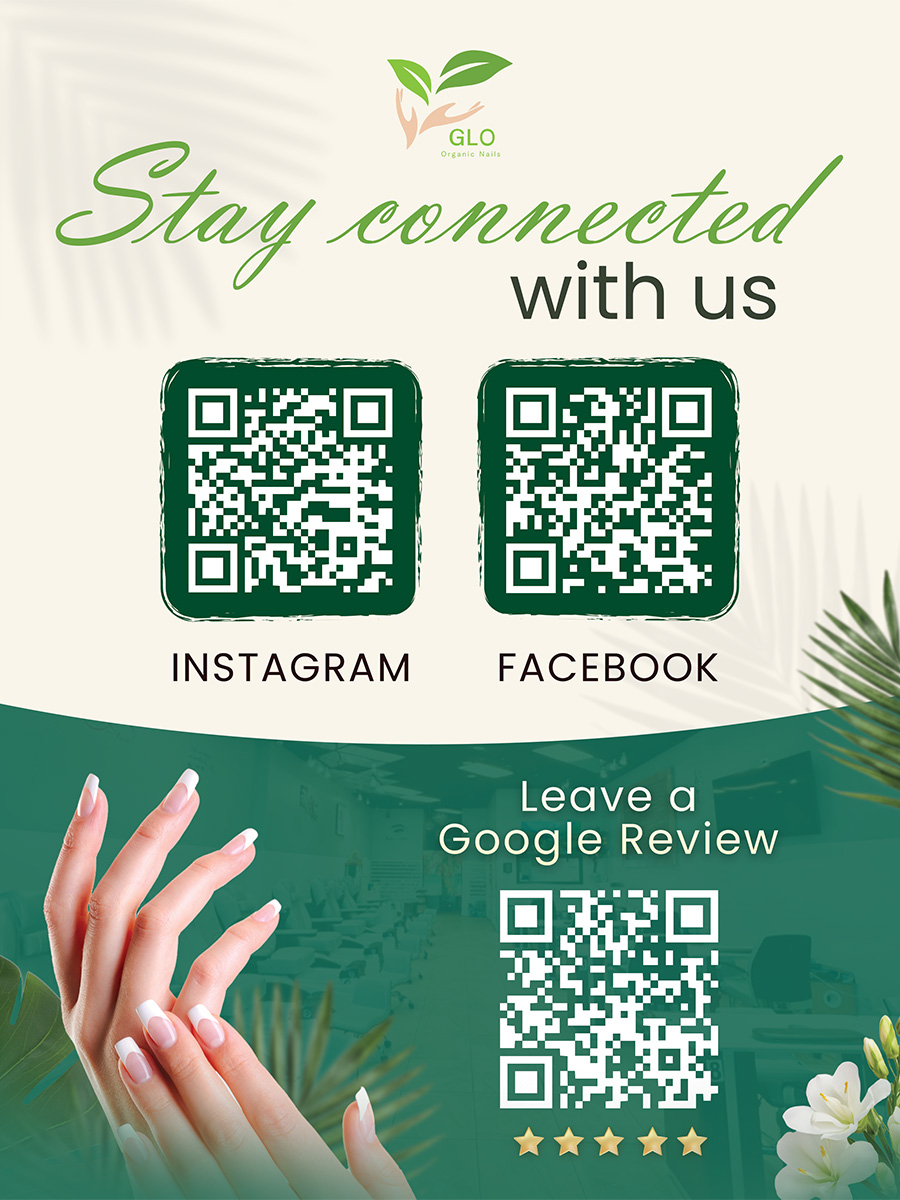 GLO
Organic Nails
Stay connected
with us
INSTAGRAM
FACEBOOK
Leave a
Google Review